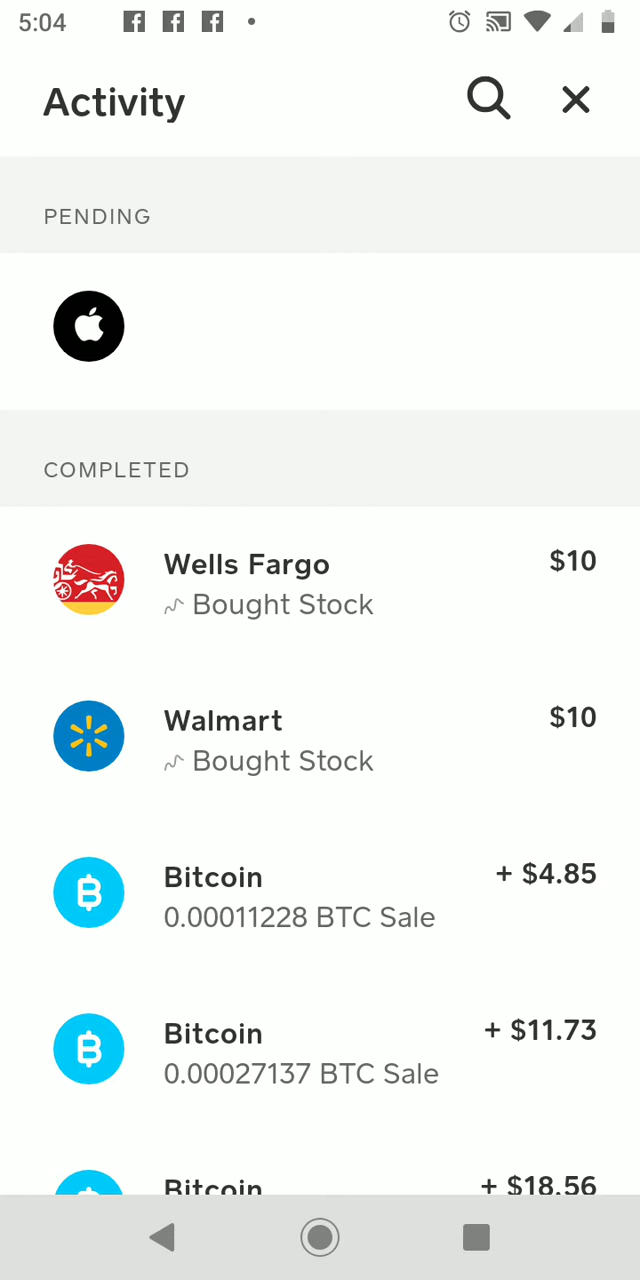 5:04
Activity
PENDING
COMPLETED
Wells Fargo $10
Bought Stock
Walmart $10
Bought Stock
Bitcoin + $4.85
0.00011228 BTC Sale
Bitcoin + $11.73
0.00027137 BTC Sale
Bitcoin + $18.56